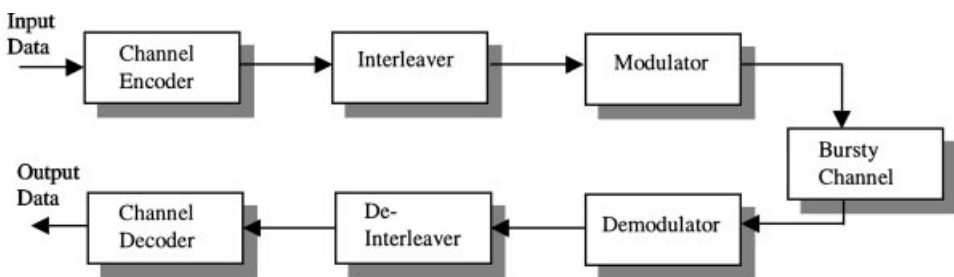 Input
Data
Channel
Encoder
Interleaver
Modulator
Bursty
Channel
Output
Data
Channel
Decoder
De-
Interleaver
Demodulator